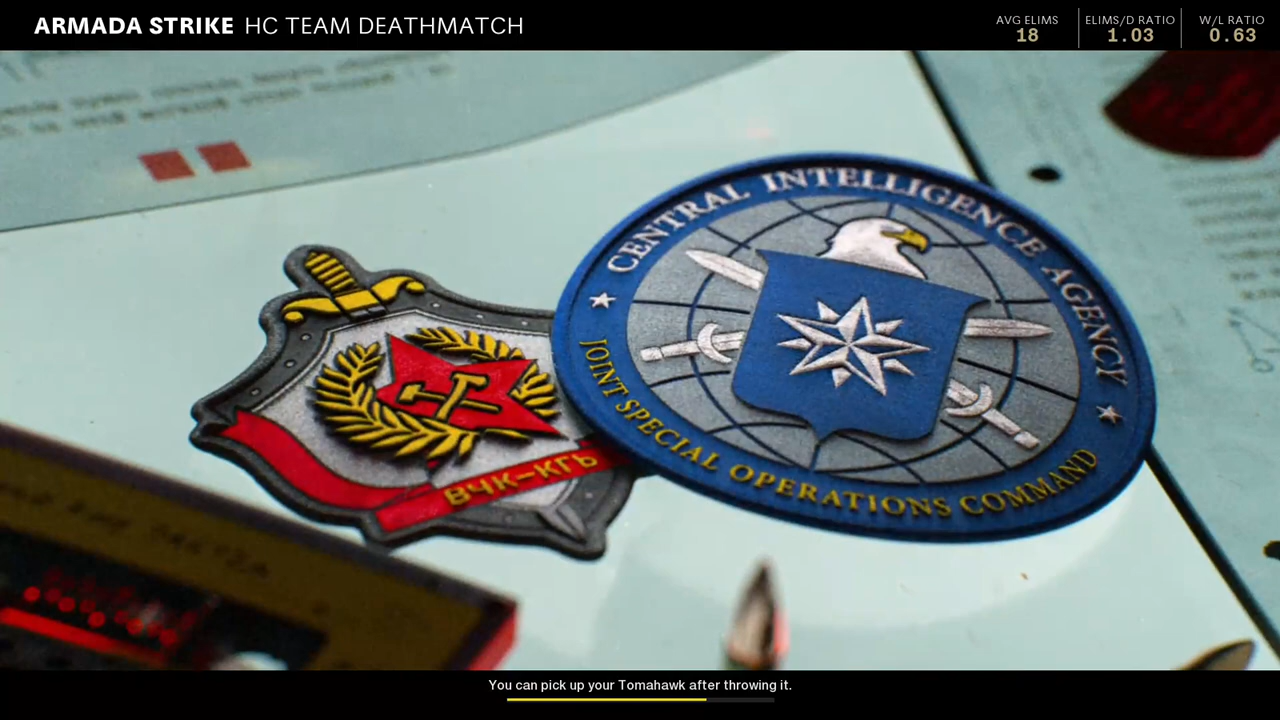 ARMADA STRIKE HC TEAM DEATHMATCH
AVG ELIMS
18
ELIMS/D RATIO
1.03
W/L RATIO
0.63
CENTRAL INTELLIGENCE AGENCY
JOINT SPECIAL OPERATIONS COMMAND
ВЧК–КГЬ
You can pick up your Tomahawk after throwing it.